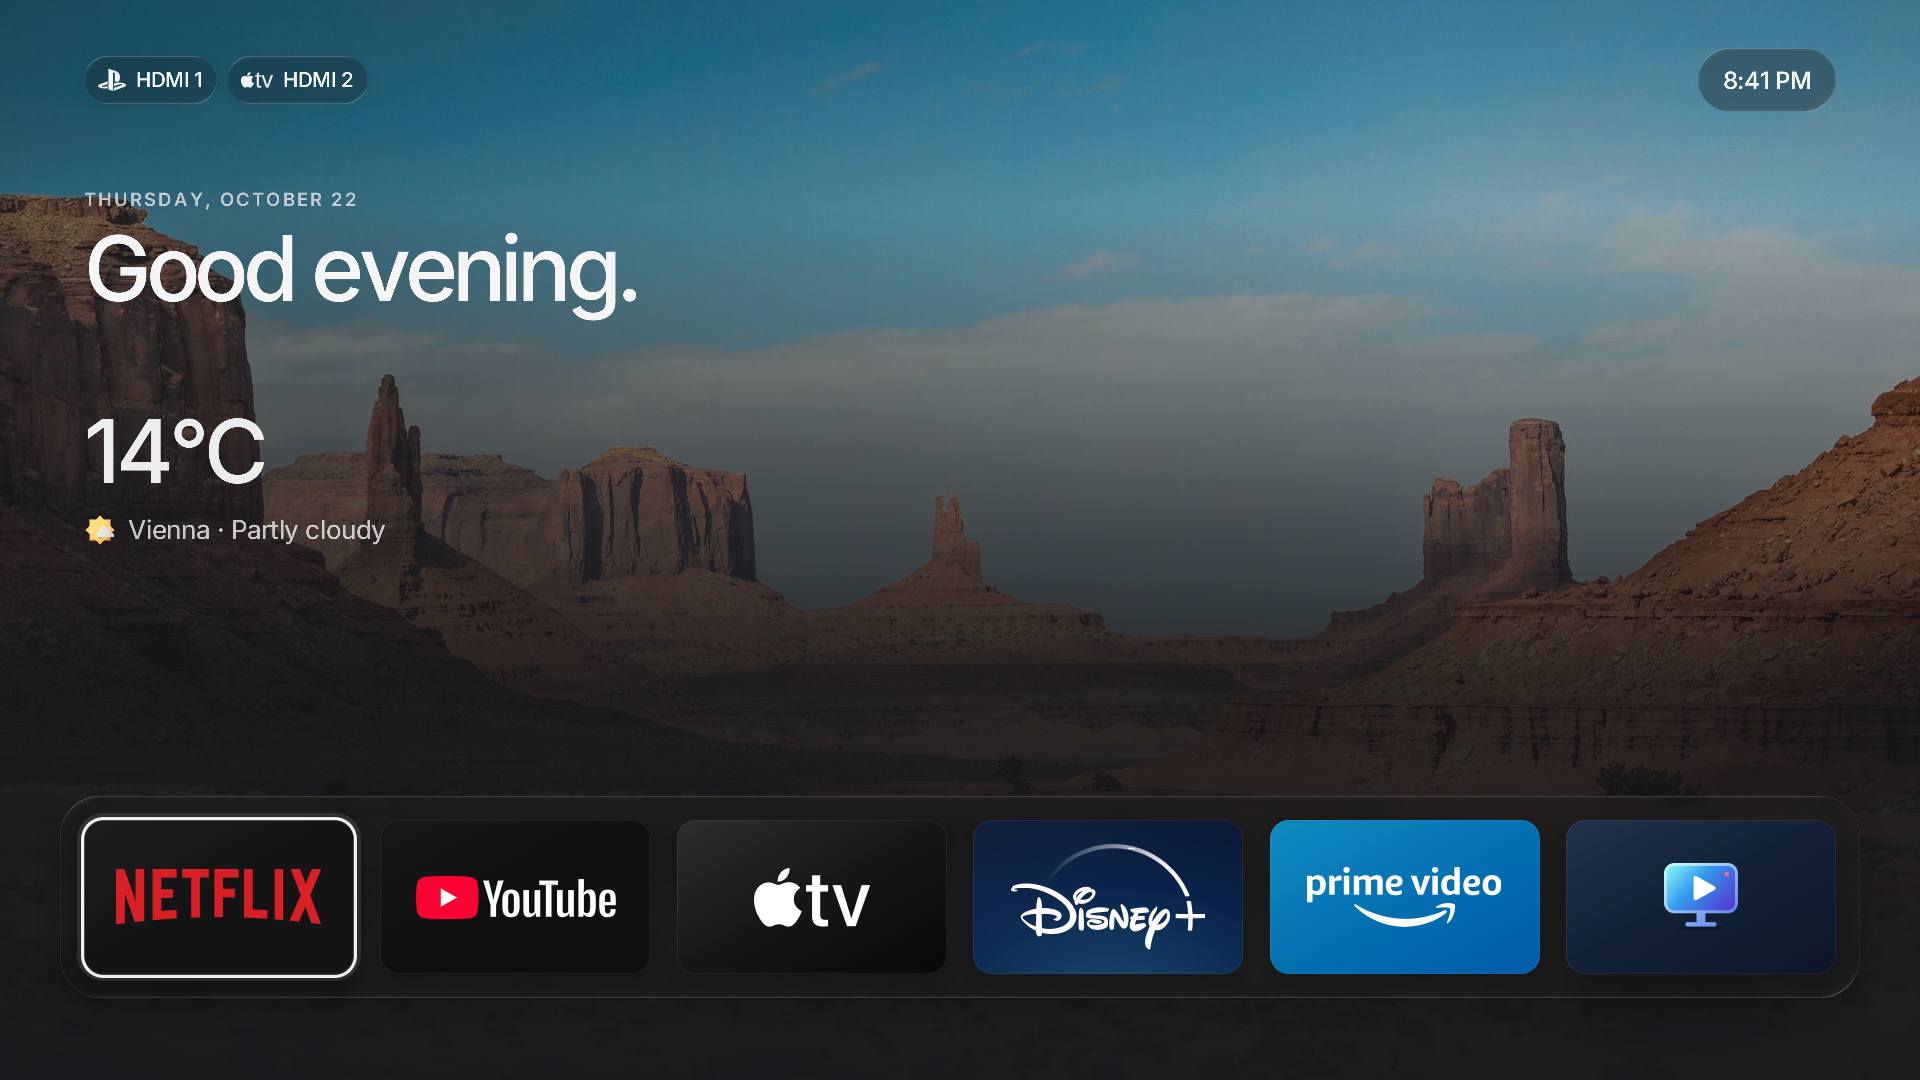 HDMI 1
tv HDMI 2
8:41 PM
THURSDAY, OCTOBER 22
Good evening.
14°C
Vienna · Partly cloudy
NETFLIX
YouTube
tv
Disney+
prime video